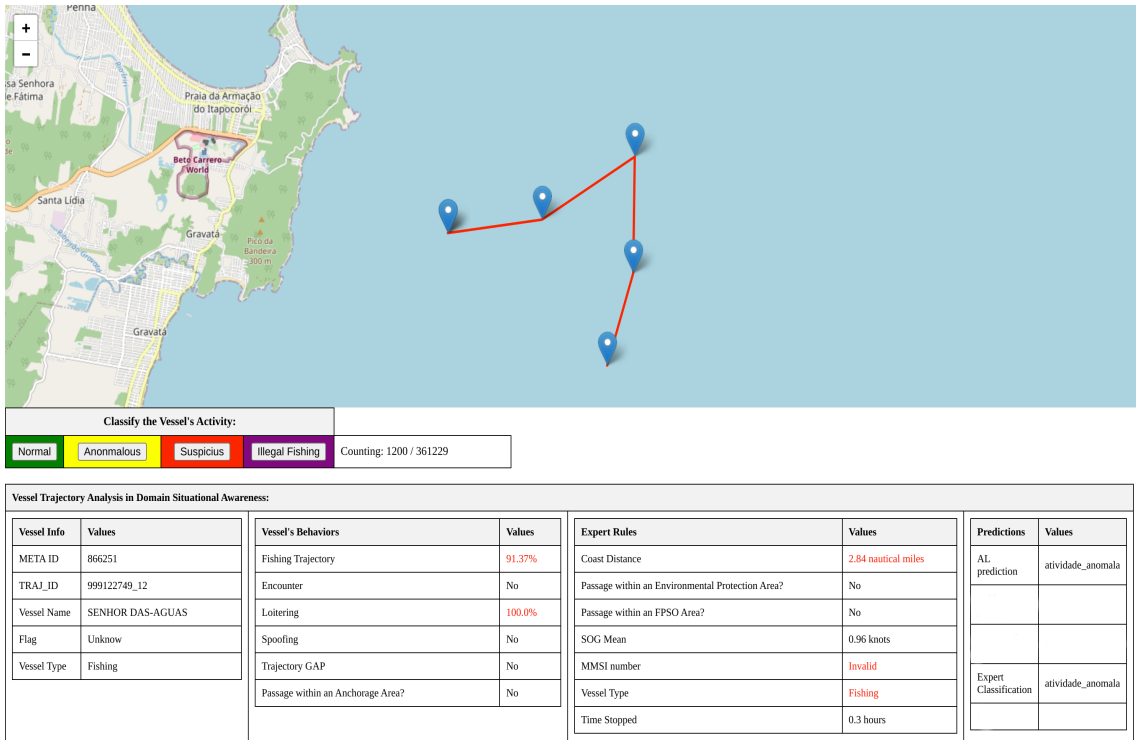 Penha
+
−
ssa Senhora
e Fátima
Praia da Armação
do Itapocorói
Beto Carrero
World
Santa Lídia
Gravatá
Pico da
Bandeira
300 m
Ribeirão Gravatá
Gravatá
Classify the Vessel's Activity:
Normal Anonmalous Suspicius Illegal Fishing Counting: 1200 / 361229
Vessel Trajectory Analysis in Domain Situational Awareness:
Vessel Info Values
META ID 866251
TRAJ_ID 999122749_12
Vessel Name SENHOR DAS-AGUAS
Flag Unknow
Vessel Type Fishing
Vessel's Behaviors Values
Fishing Trajectory 91.37%
Encounter No
Loitering 100.0%
Spoofing No
Trajectory GAP No
Passage within an Anchorage Area? No
Expert Rules Values
Coast Distance 2.84 nautical miles
Passage within an Environmental Protection Area? No
Passage within an FPSO Area? No
SOG Mean 0.96 knots
MMSI number Invalid
Vessel Type Fishing
Time Stopped 0.3 hours
Predictions Values
AL
prediction atividade_anomala
Expert
Classification atividade_anomala